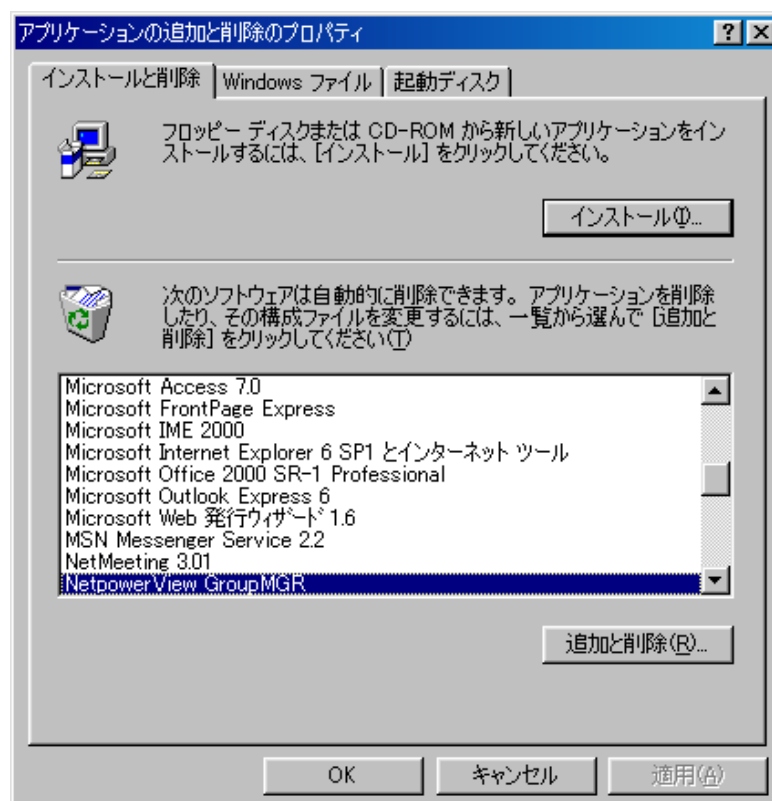 アプリケーションの追加と削除のプロパティ
インストールと削除 Windows ファイル 起動ディスク
フロッピー ディスクまたは CD-ROM から新しいアプリケーションをイン
ストールするには、[インストール] をクリックしてください。
インストール(I)...
次のソフトウェアは自動的に削除できます。アプリケーションを削除
したり、その構成ファイルを変更するには、一覧から選んで [追加と
削除] をクリックしてください(T)
Microsoft Access 7.0
Microsoft FrontPage Express
Microsoft IME 2000
Microsoft Internet Explorer 6 SP1 とインターネット ツール
Microsoft Office 2000 SR-1 Professional
Microsoft Outlook Express 6
Microsoft Web 発行ウィザード 1.6
MSN Messenger Service 2.2
NetMeeting 3.01
NetpowerView GroupMGR
追加と削除(R)...
OK キャンセル 適用(A)